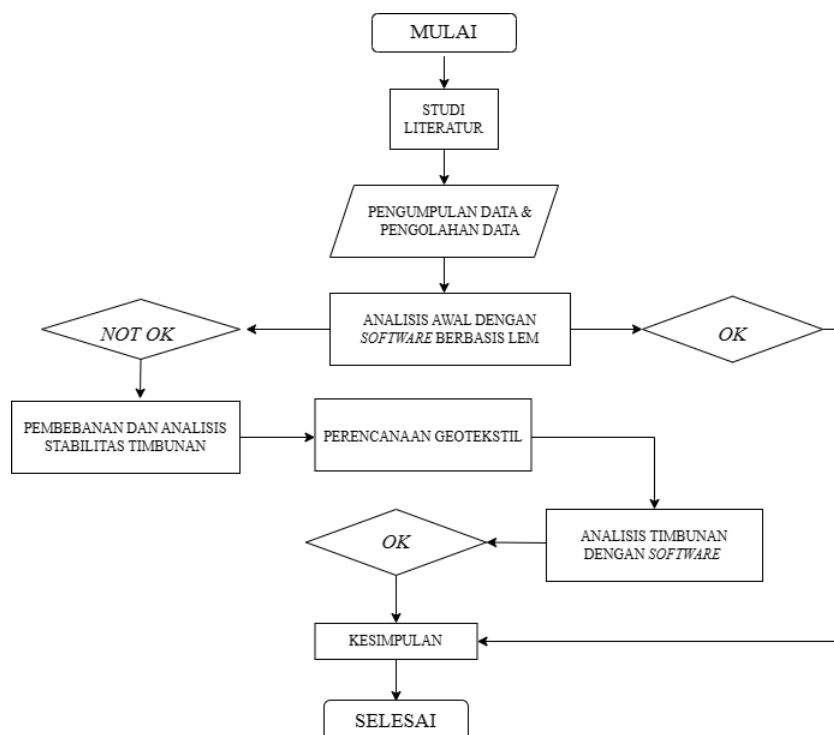 MULAI
STUDI
LITERATUR
PENGUMPULAN DATA &
PENGOLAHAN DATA
NOT OK
ANALISIS AWAL DENGAN
SOFTWARE BERBASIS LEM
OK
PEMBEBANAN DAN ANALISIS
STABILITAS TIMBUNAN
PERENCANAAN GEOTEKSTIL
OK
ANALISIS TIMBUNAN
DENGAN SOFTWARE
KESIMPULAN
SELESAI